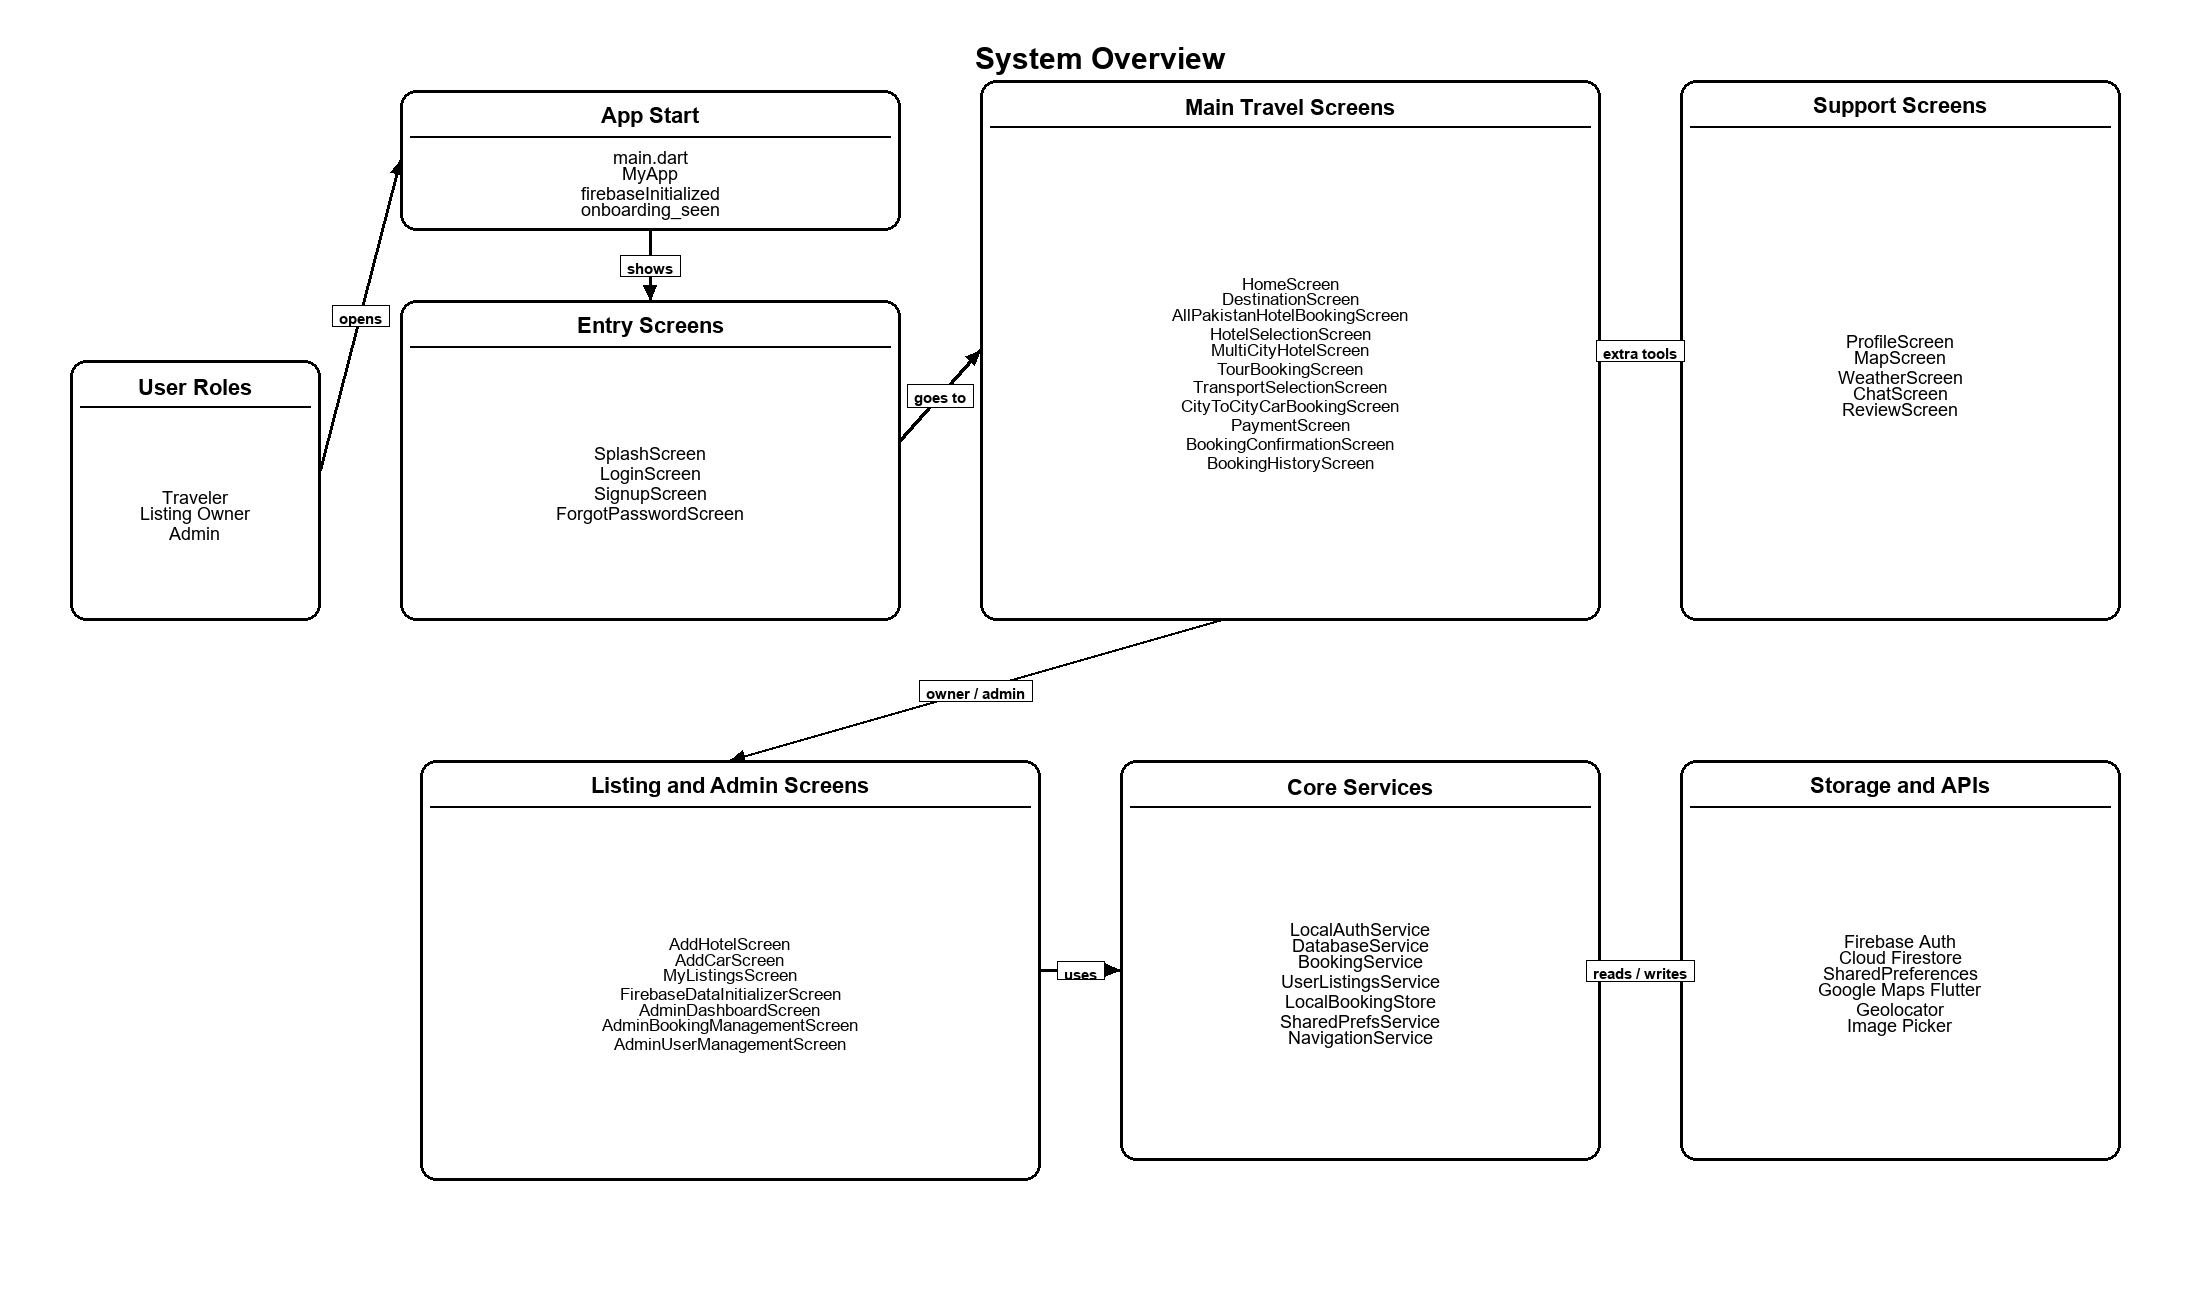 System Overview
App Start
main.dart
MyApp
firebaseInitialized
onboarding_seen
shows
opens
Entry Screens
SplashScreen
LoginScreen
SignupScreen
ForgotPasswordScreen
User Roles
Traveler
Listing Owner
Admin
goes to
Main Travel Screens
HomeScreen
DestinationScreen
AllPakistanHotelBookingScreen
HotelSelectionScreen
MultiCityHotelScreen
TourBookingScreen
TransportSelectionScreen
CityToCityCarBookingScreen
PaymentScreen
BookingConfirmationScreen
BookingHistoryScreen
extra tools
Support Screens
ProfileScreen
MapScreen
WeatherScreen
ChatScreen
ReviewScreen
owner / admin
Listing and Admin Screens
AddHotelScreen
AddCarScreen
MyListingsScreen
FirebaseDataInitializerScreen
AdminDashboardScreen
AdminBookingManagementScreen
AdminUserManagementScreen
uses
Core Services
LocalAuthService
DatabaseService
BookingService
UserListingsService
LocalBookingStore
SharedPrefsService
NavigationService
reads / writes
Storage and APIs
Firebase Auth
Cloud Firestore
SharedPreferences
Google Maps Flutter
Geolocator
Image Picker